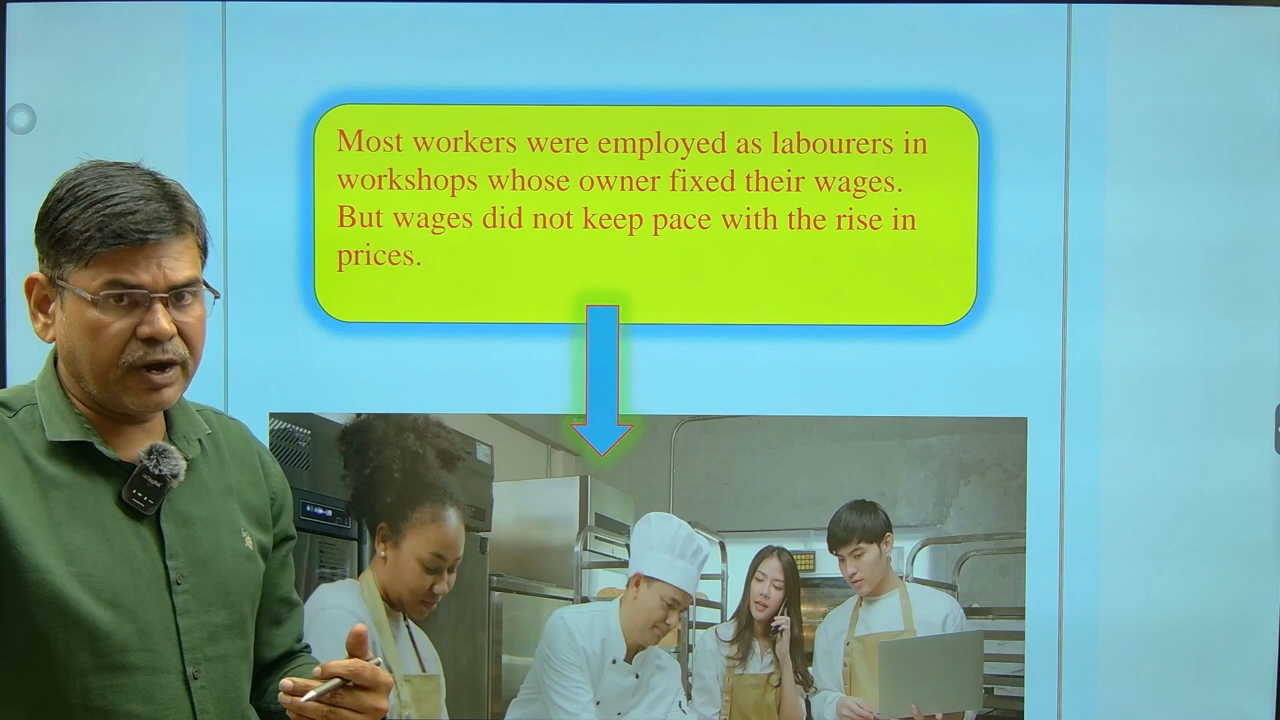 Most workers were employed as labourers in
workshops whose owner fixed their wages.
But wages did not keep pace with the rise in
prices.